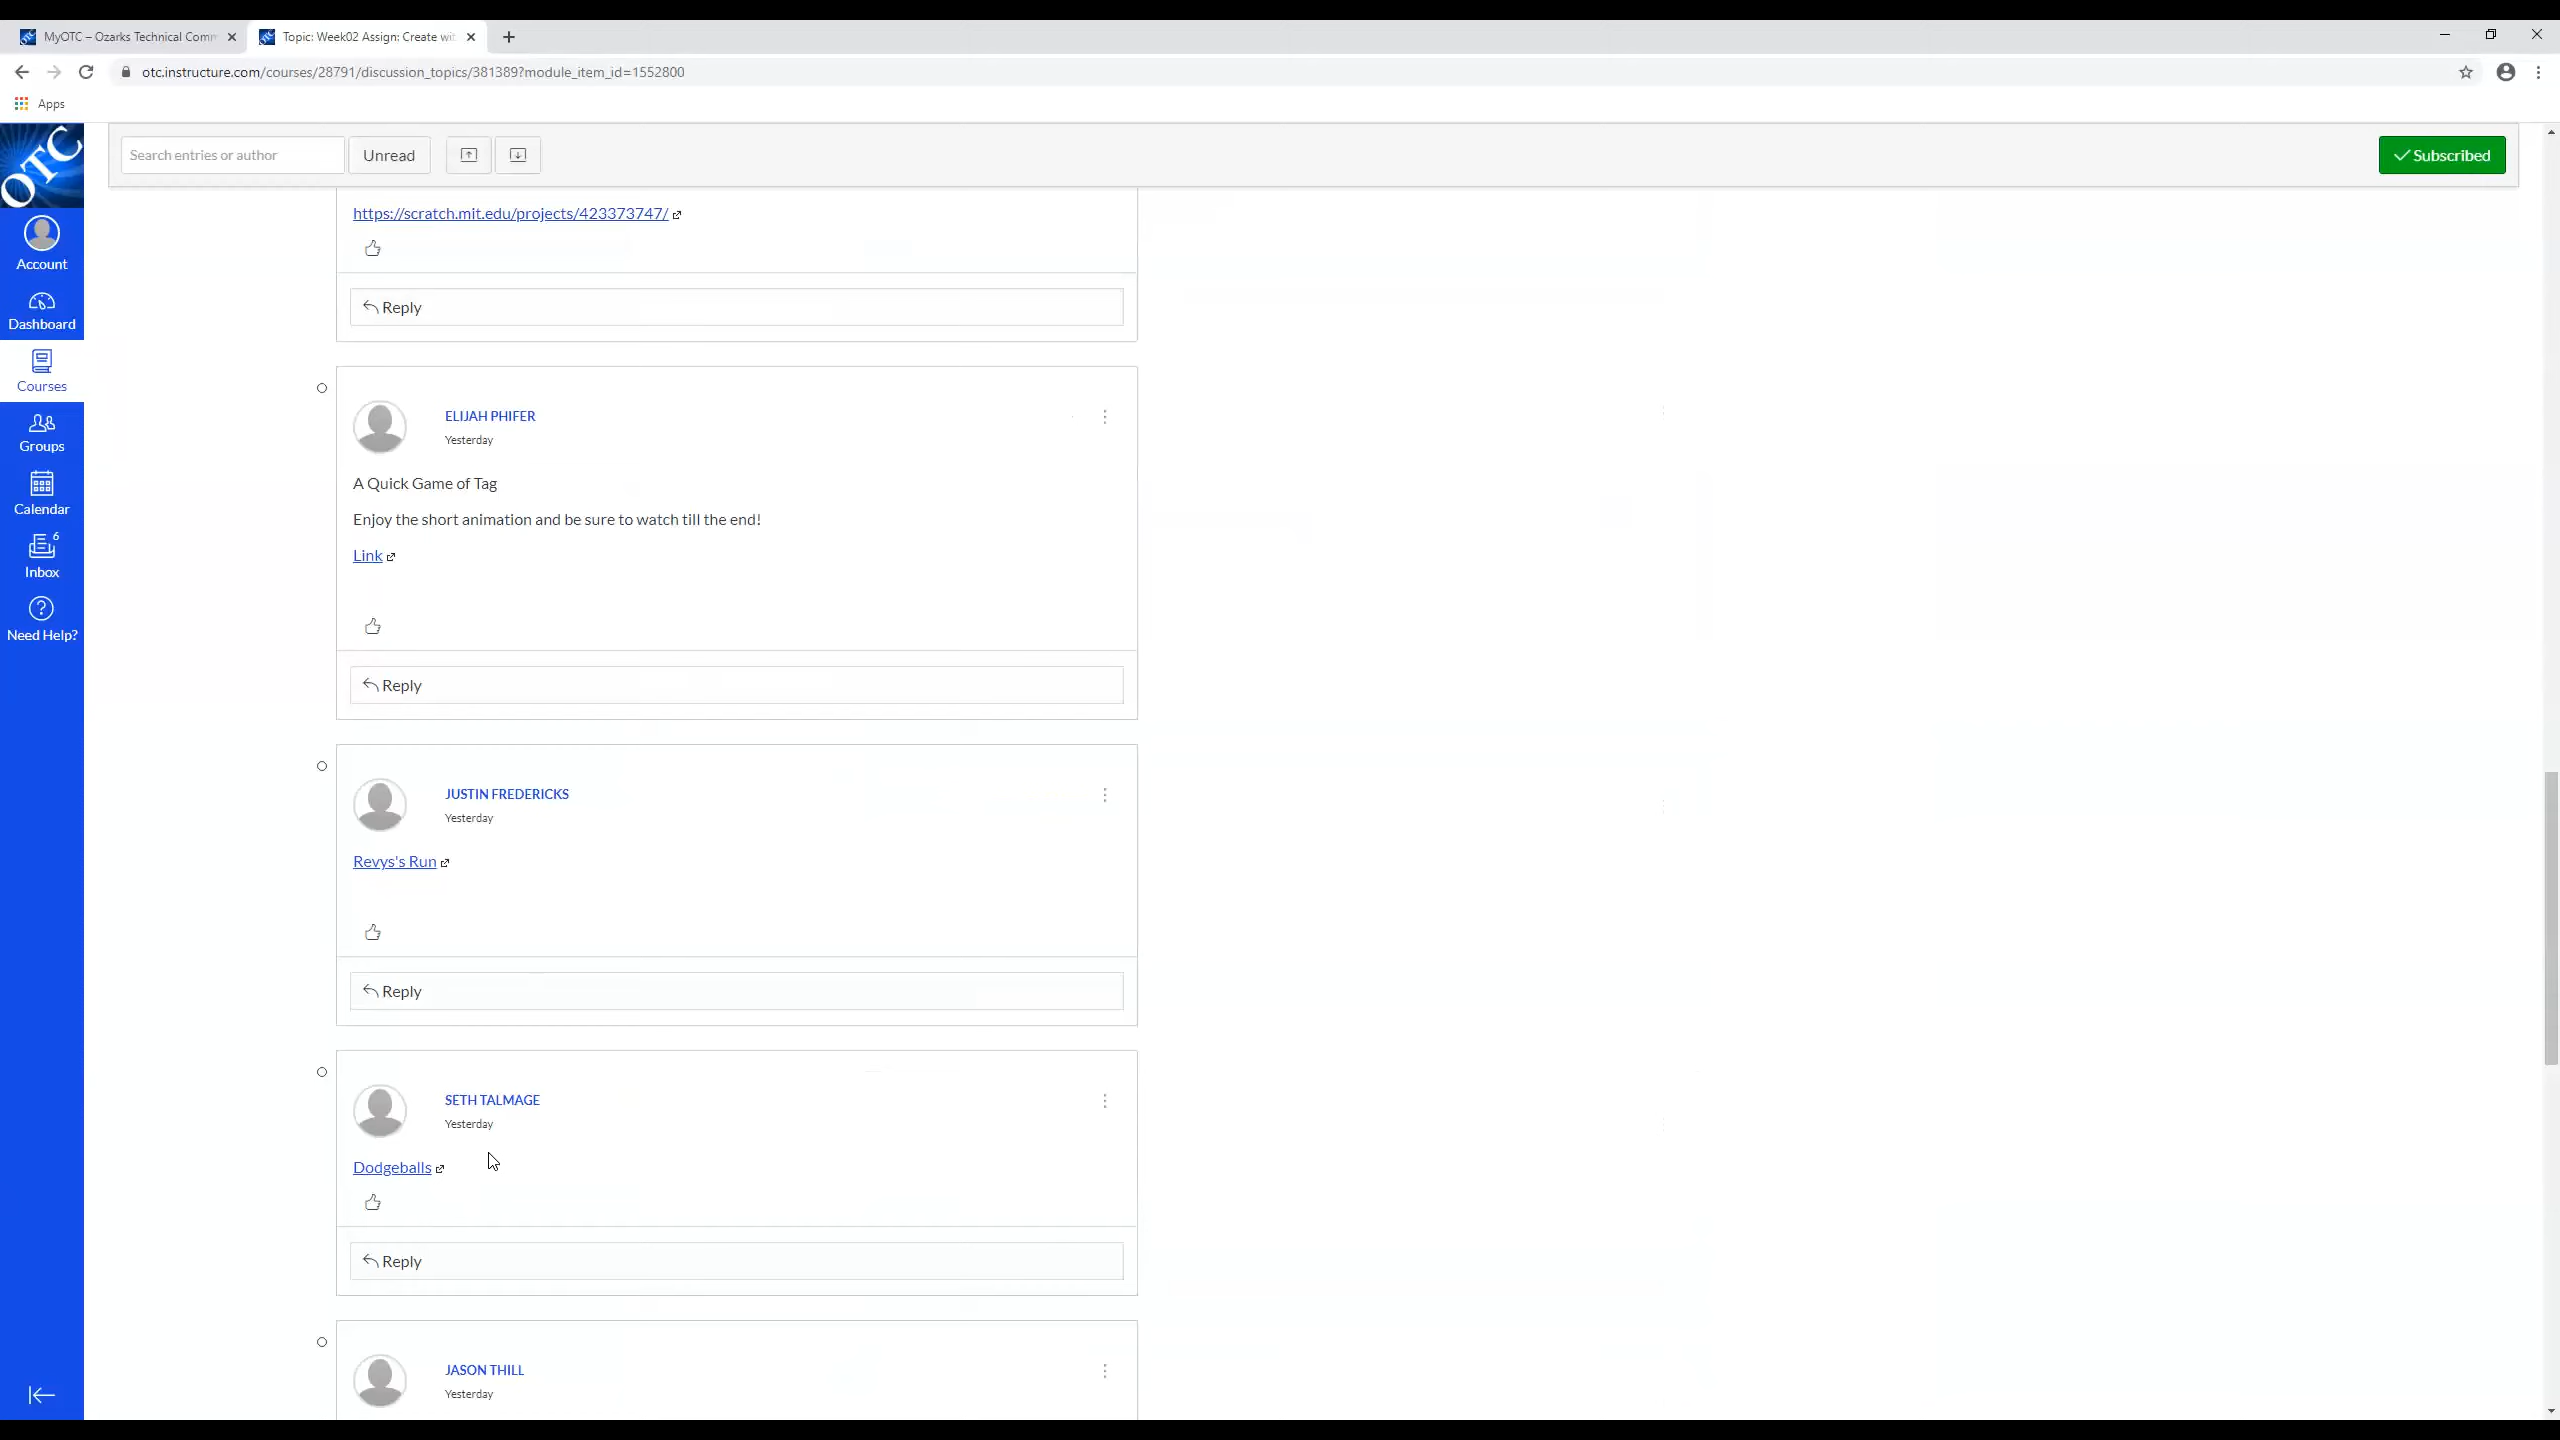 MyOTC – Ozarks Technical Comm
Topic: Week02 Assign: Create wit
otc.instructure.com/courses/28791/discussion_topics/381389?module_item_id=1552800
Apps
OTC
Account
Dashboard
Courses
Groups
Calendar
6
Inbox
Need Help?
Search entries or author
Unread
Subscribed
https://scratch.mit.edu/projects/423373747/
Reply
ELIJAH PHIFER
Yesterday
A Quick Game of Tag
Enjoy the short animation and be sure to watch till the end!
Link
Reply
JUSTIN FREDERICKS
Yesterday
Revys's Run
Reply
SETH TALMAGE
Yesterday
Dodgeballs
Reply
JASON THILL
Yesterday